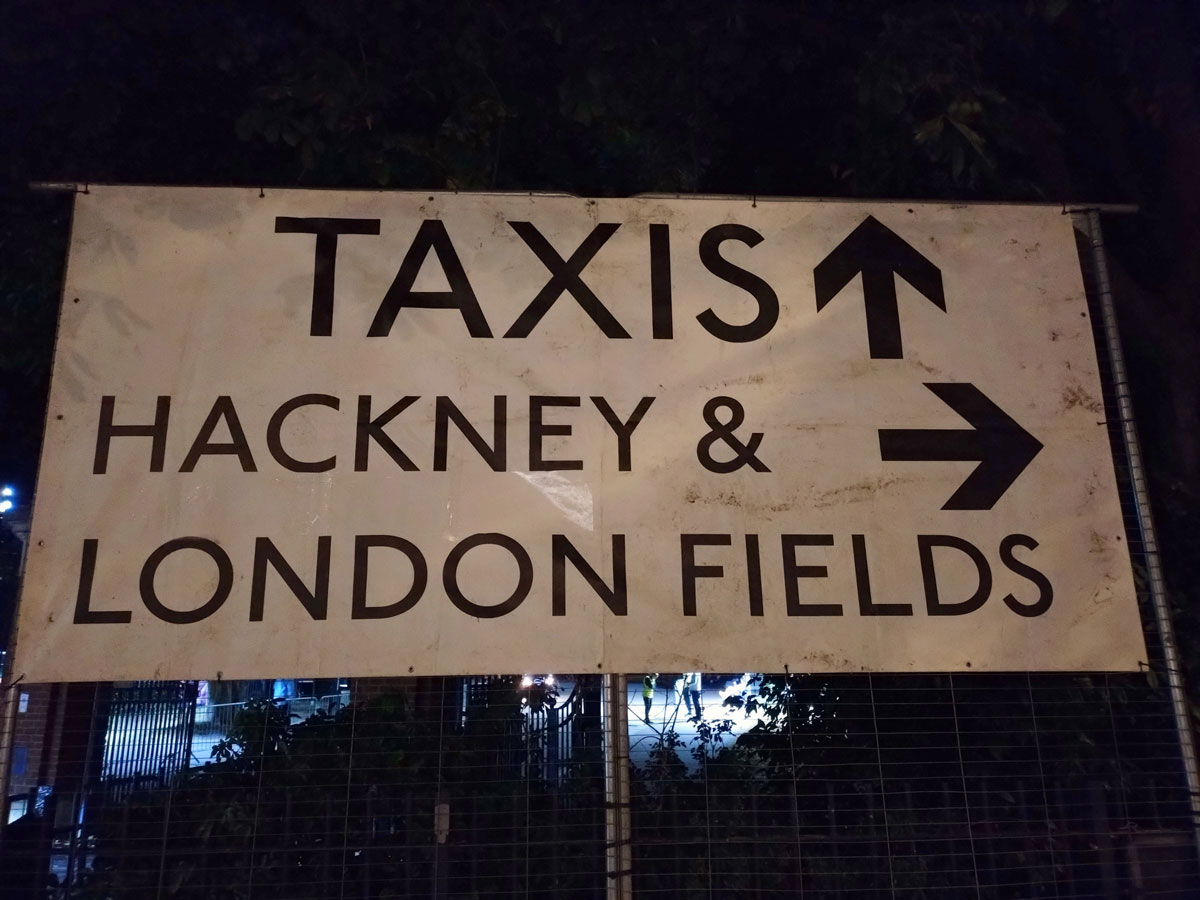 TAXIS ↑
HACKNEY & →
LONDON FIELDS